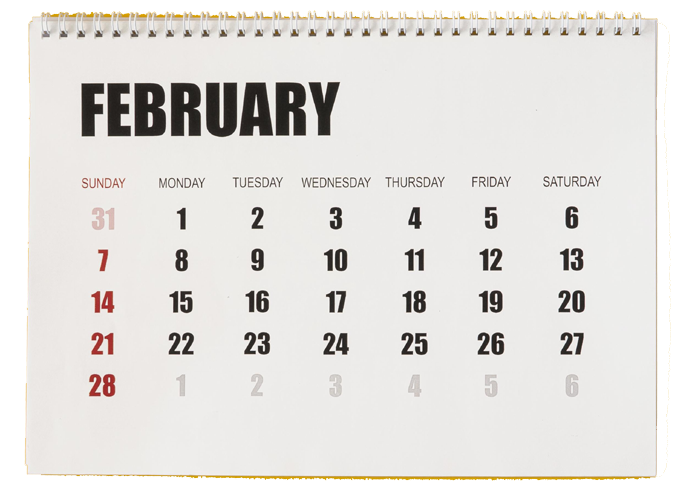 FEBRUARY
SUNDAY MONDAY TUESDAY WEDNESDAY THURSDAY FRIDAY SATURDAY
31 1 2 3 4 5 6
7 8 9 10 11 12 13
14 15 16 17 18 19 20
21 22 23 24 25 26 27
28 1 2 3 4 5 6